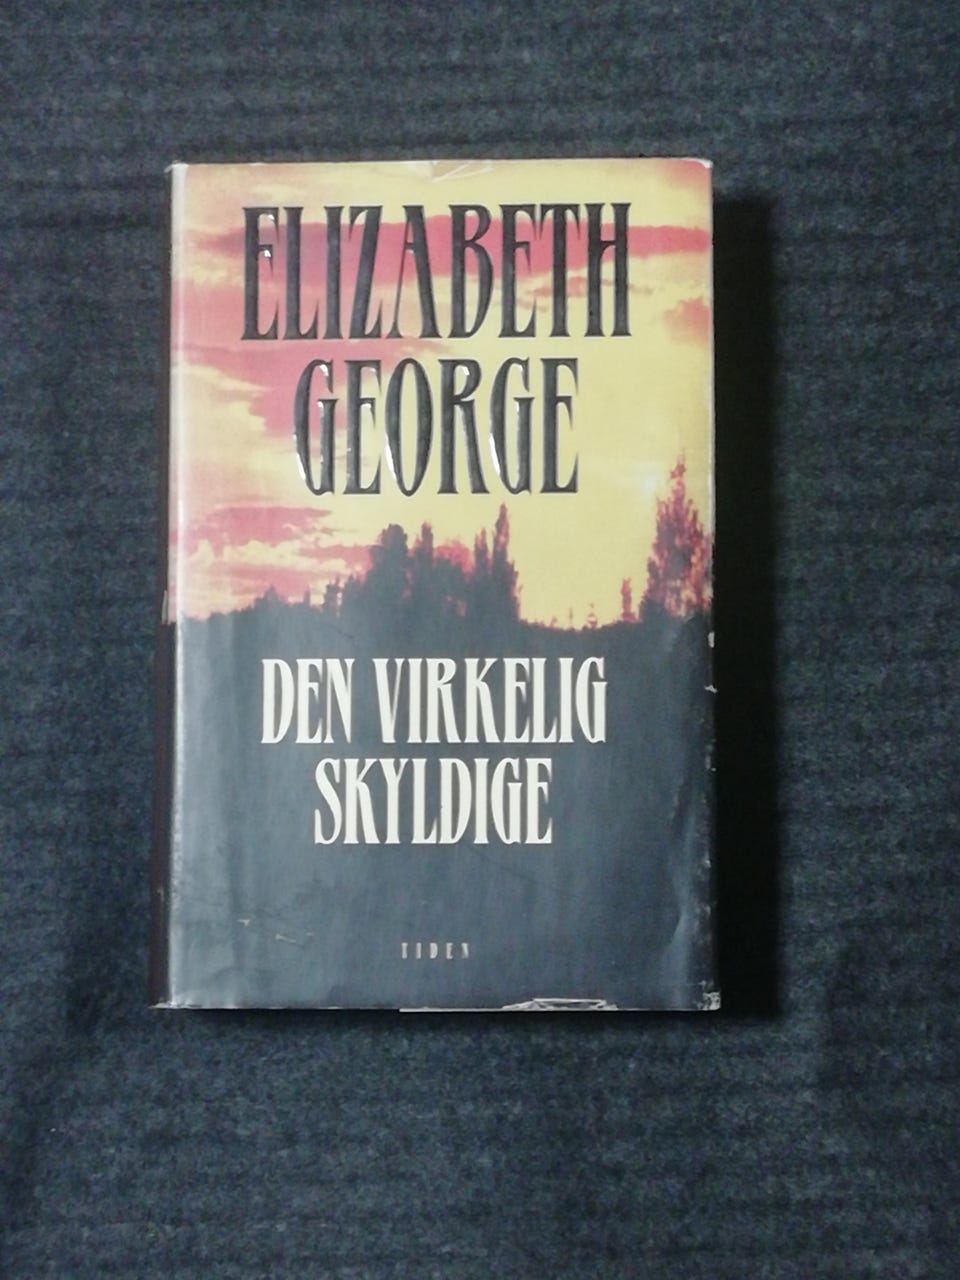 ELIZABETH
GEORGE
DEN VIRKELIG
SKYLDIGE
TIDEN